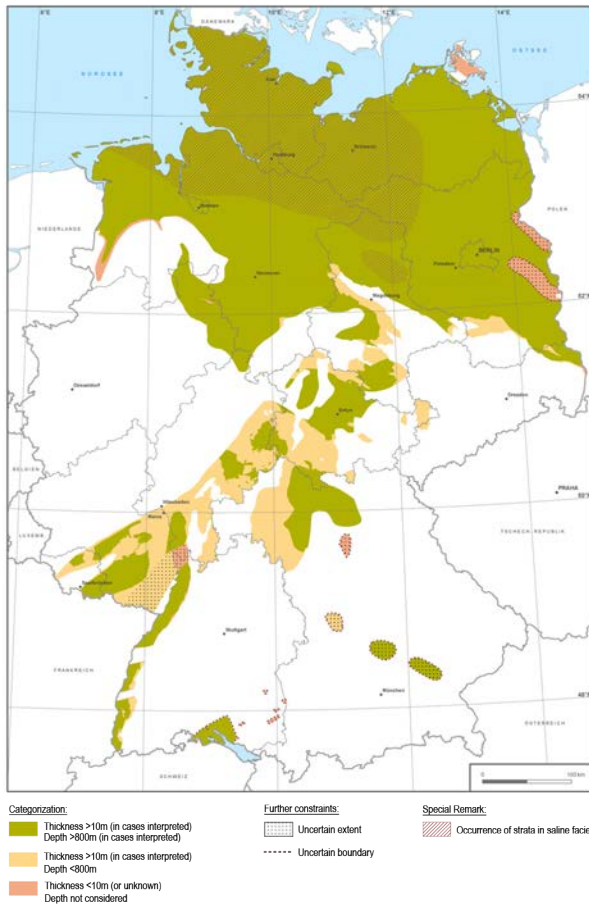 6°E 8°E 10°E 12°E 14°E
DÄNEMARK
NORDSEE
OSTSEE
Kiel
54°N
Schwerin
Hamburg
Bremen
NIEDERLANDE
POLEN
BERLIN
Potsdam
Hannover
52°N
Magdeburg
Düsseldorf
Erfurt
Dresden
BELGIEN
PRAHA
Wiesbaden
50°N
Mainz
LUXEMB.
TSCHECH. REPUBLIK
Saarbrücken
Stuttgart
FRANKREICH
München
48°N
ÖSTERREICH
SCHWEIZ
0 100 km
Categorization:
Further constraints:
Special Remark:
Thickness >10m (in cases interpreted)
Depth >800m (in cases interpreted)
Uncertain extent
Occurrence of strata in saline facie
Thickness >10m (in cases interpreted)
Depth <800m
Uncertain boundary
Thickness <10m (or unknown)
Depth not considered